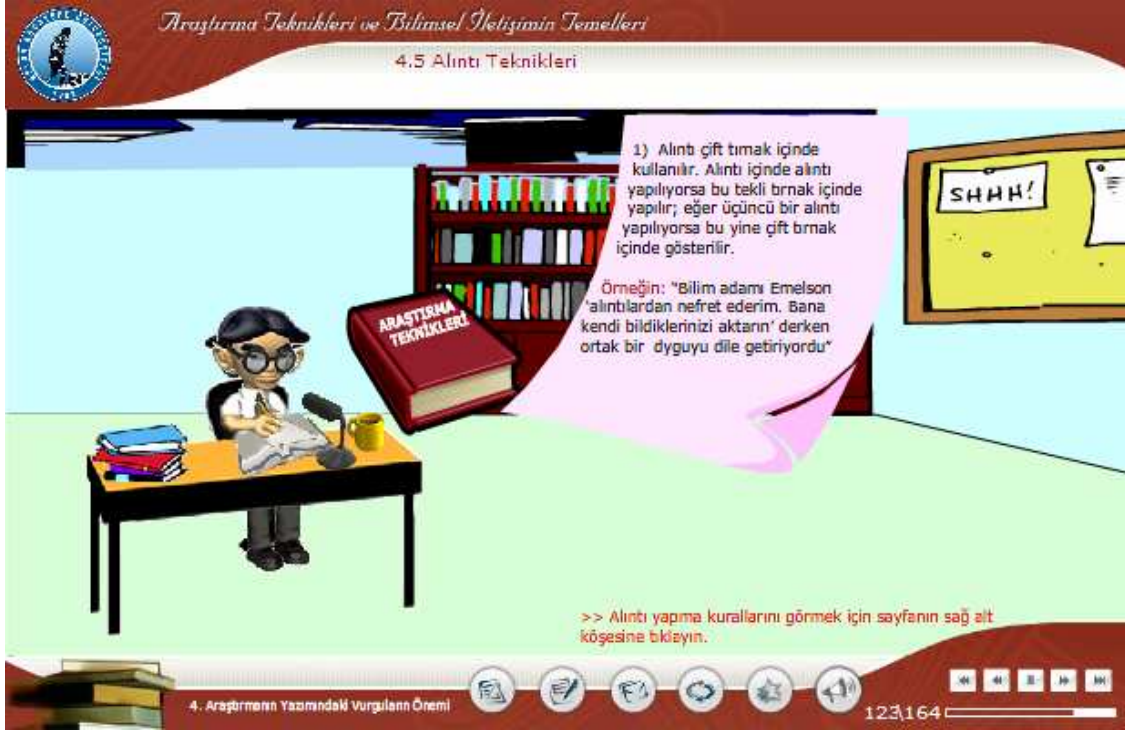 Araştırma Teknikleri ve Bilimsel İletişimin Temelleri
4.5 Alıntı Teknikleri
1) Alıntı çift tırnak içinde
kullanılır. Alıntı içinde alıntı
yapılıyorsa bu tekli tırnak içinde
yapılır; eğer üçüncü bir alıntı
yapılıyorsa bu yine çift tırnak
içinde gösterilir.
Örneğin: "Bilim adamı Emelson
'alıntılardan nefret ederim. Bana
kendi bildiklerinizi aktarın' derken
ortak bir dyguyu dile getiriyordu"
SHHH!
ARAŞTIRMA
TEKNİKLERİ
>> Alıntı yapma kurallarını görmek için sayfanın sağ alt
köşesine tıklayın.
4. Araştırmanın Yazımındaki Vurguların Önemi
123\164